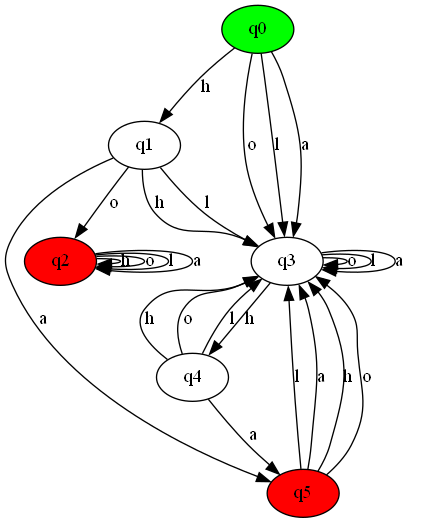 q0
h
o l a
q1
o h l
q2 h o l a
q3 o l a
a h o l h l a h o
q4
a
q5